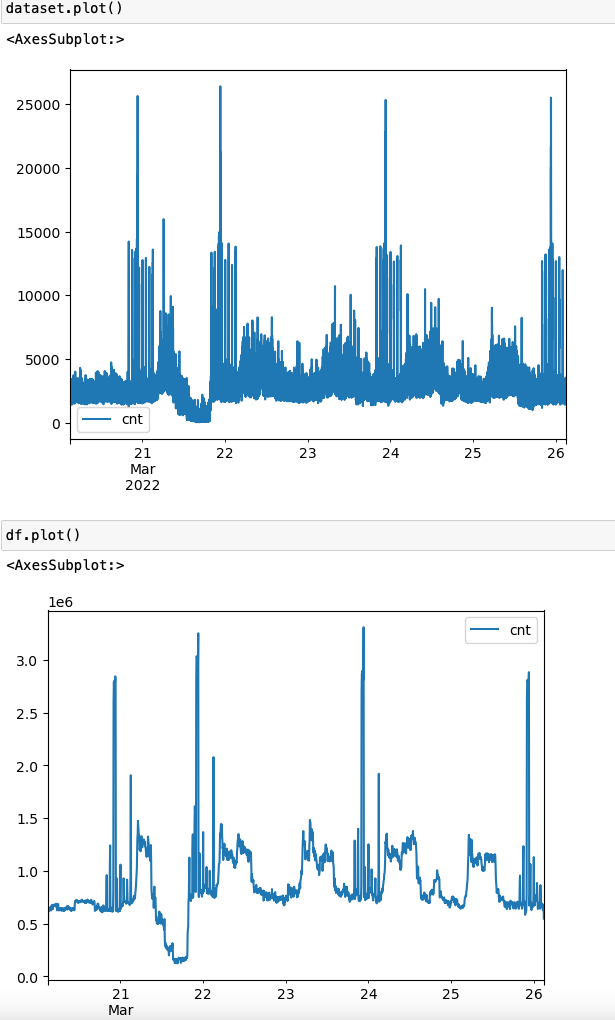 dataset.plot()
<AxesSubplot:>
25000
20000
15000
10000
5000
0
cnt
21 22 23 24 25 26
Mar
2022
df.plot()
<AxesSubplot:>
1e6
cnt
3.0
2.5
2.0
1.5
1.0
0.5
0.0
21 22 23 24 25 26
Mar